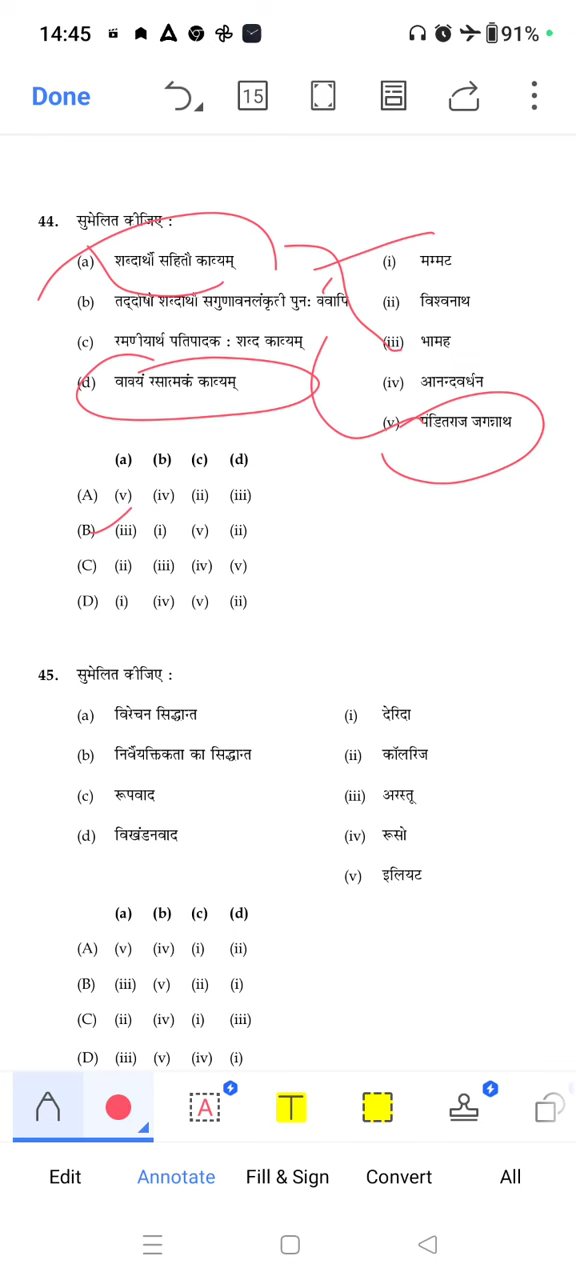 14:45 91%
Done 15
44. सुमेलित कीजिए :
(a) शब्दार्थौ सहितौ काव्यम् (i) मम्मट
(b) तद्दोषौ शब्दार्थौ सगुणावनलंकृती पुनः क्वापि (ii) विश्वनाथ
(c) रमणीयार्थ पतिपादक : शब्द काव्यम् (iii) भामह
(d) वाक्यं रसात्मकं काव्यम् (iv) आनन्दवर्धन
(v) पंडितराज जगन्नाथ
(a) (b) (c) (d)
(A) (v) (iv) (ii) (iii)
(B) (iii) (i) (v) (ii)
(C) (ii) (iii) (iv) (v)
(D) (i) (iv) (v) (ii)
45. सुमेलित कीजिए :
(a) विरेचन सिद्धान्त (i) देरिदा
(b) निर्वैयक्तिकता का सिद्धान्त (ii) कॉलरिज
(c) रूपवाद (iii) अरस्तू
(d) विखंडनवाद (iv) रूसो
(v) इलियट
(a) (b) (c) (d)
(A) (v) (iv) (i) (ii)
(B) (iii) (v) (ii) (i)
(C) (ii) (iv) (i) (iii)
(D) (iii) (v) (iv) (i)
A T
Edit Annotate Fill & Sign Convert All